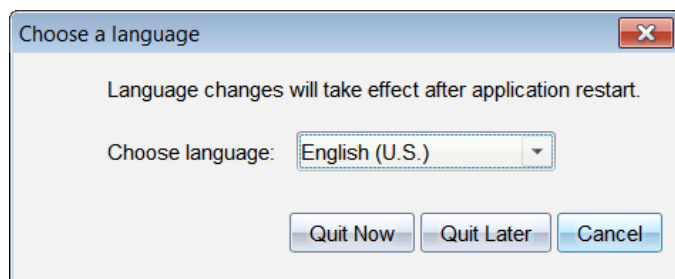 Choose a language
Language changes will take effect after application restart.
Choose language: English (U.S.)
Quit Now Quit Later Cancel